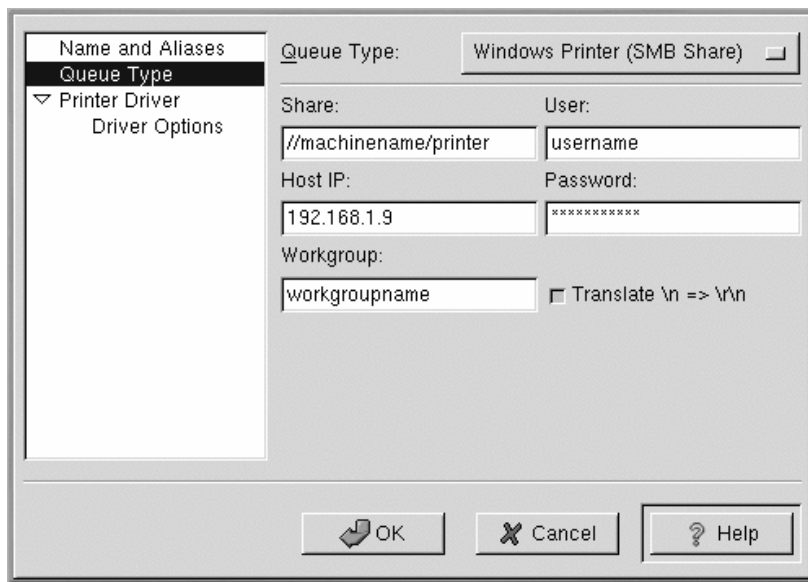 Name and Aliases
Queue Type
Printer Driver
Driver Options
Queue Type: Windows Printer (SMB Share)
Share: User:
//machinename/printer username
Host IP: Password:
192.168.1.9 ***********
Workgroup:
workgroupname Translate \n => \r\n
OK Cancel Help